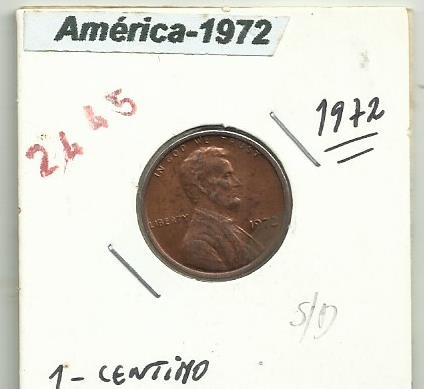 América-1972
2445
1972
IN GOD WE TRUST
LIBERTY 1972
S/D
1- CENTIMO